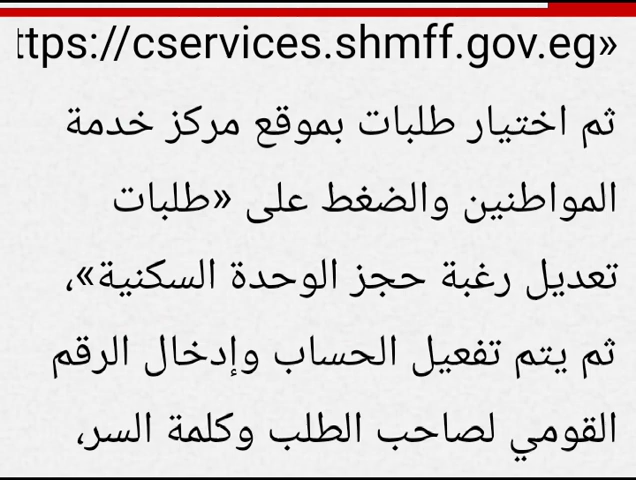 ttps://cservices.shmff.gov.eg»
ثم اختيار طلبات بموقع مركز خدمة
المواطنين والضغط على «طلبات
تعديل رغبة حجز الوحدة السكنية»،
ثم يتم تفعيل الحساب وإدخال الرقم
القومي لصاحب الطلب وكلمة السر،